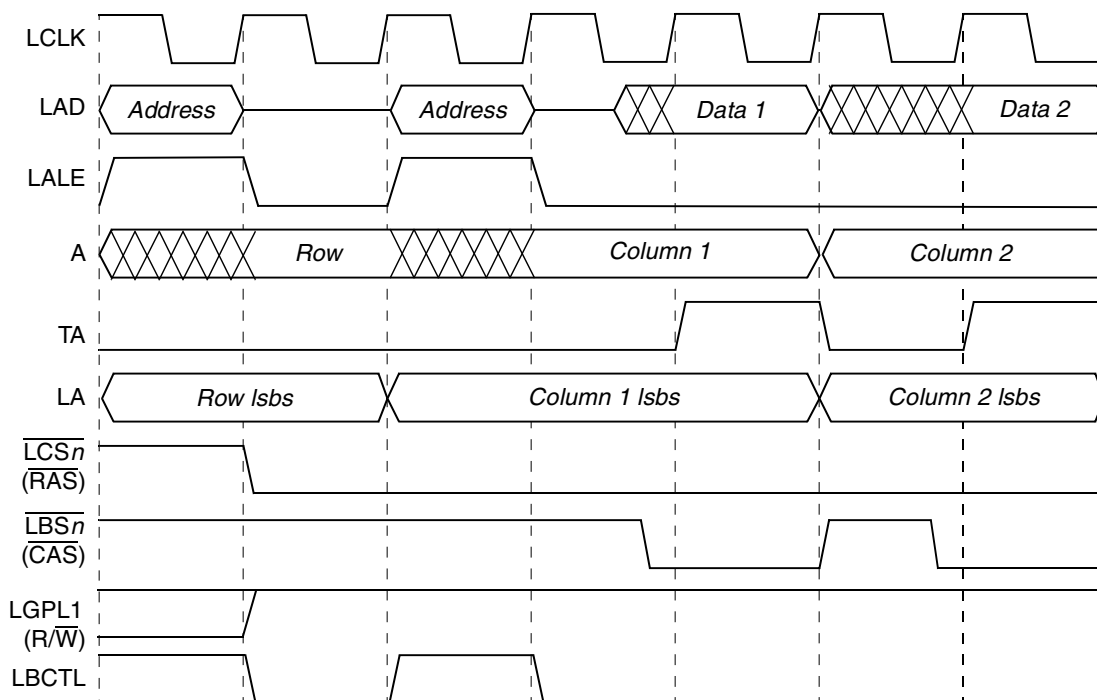 LCLK
LAD Address Address Data 1 Data 2
LALE
A Row Column 1 Column 2
TA
LA Row lsbs Column 1 lsbs Column 2 lsbs
LCSn
(RAS)
LBSn
(CAS)
LGPL1
(R/W)
LBCTL